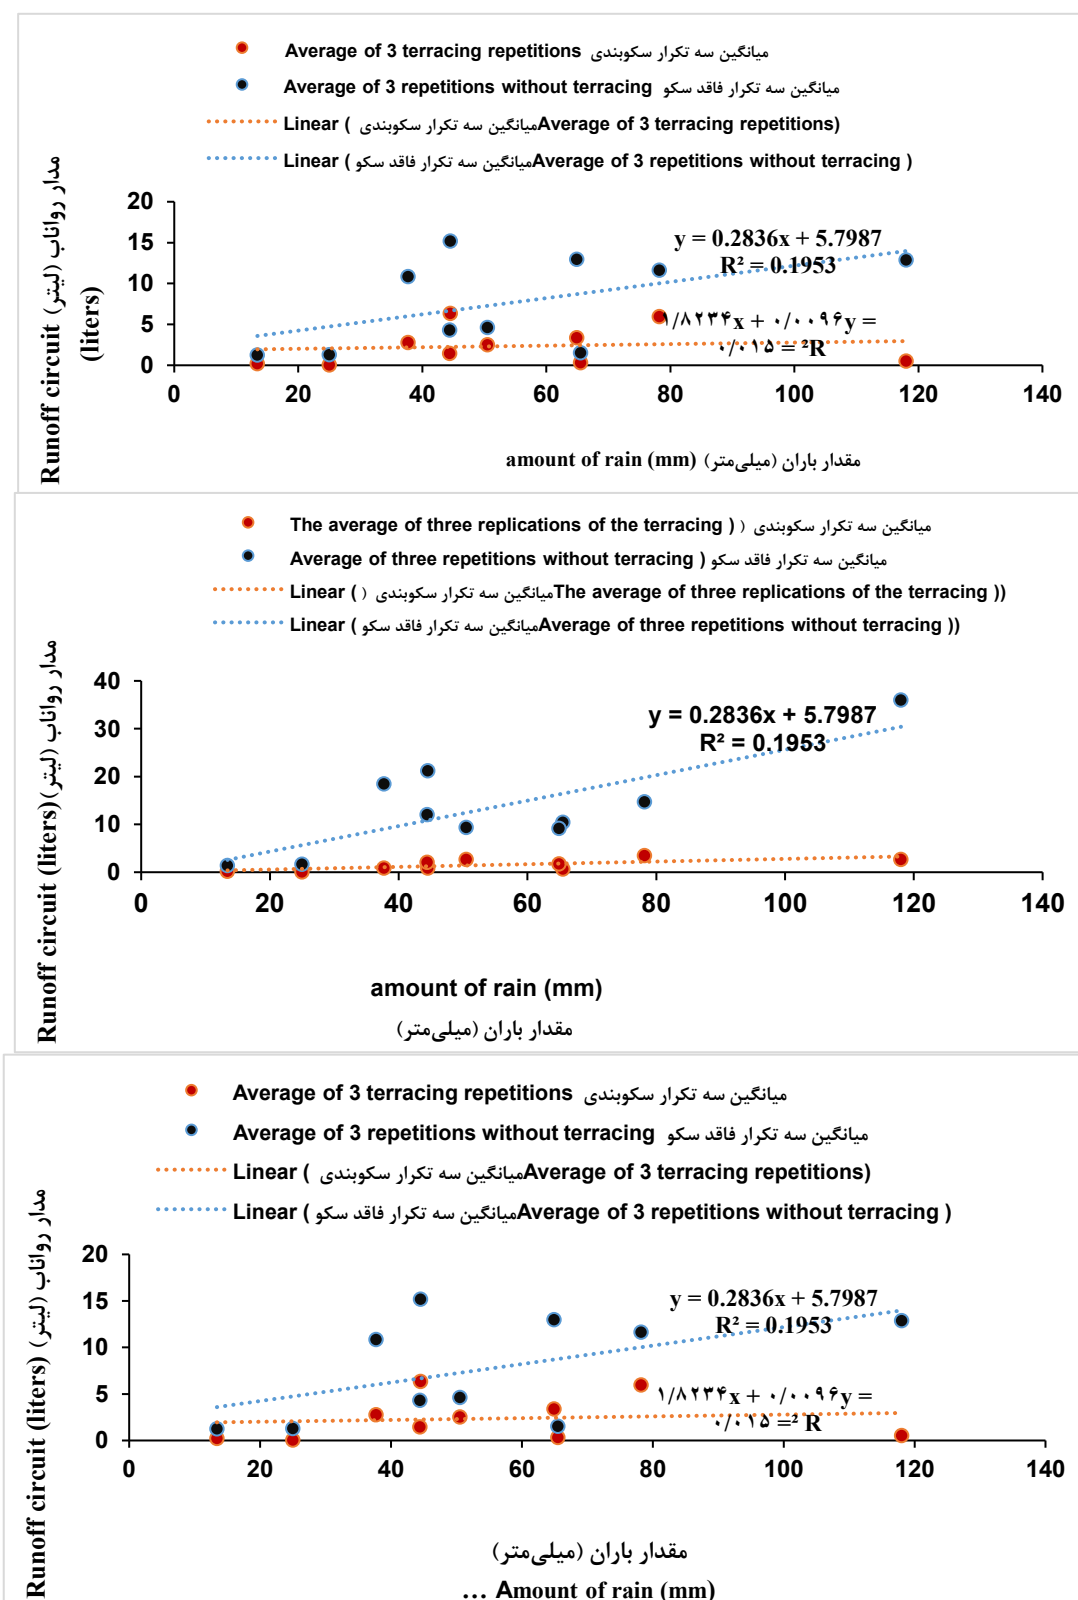 Average of 3 terracing repetitions میانگین سه تکرار سکوبندی
Average of 3 repetitions without terracing میانگین سه تکرار فاقد سکو
Linear ( میانگین سه تکرار سکوبندیAverage of 3 terracing repetitions)
Linear ( میانگین سه تکرار فاقد سکوAverage of 3 repetitions without terracing )
مدار رواناب (لیتر) Runoff circuit
(liters)
20
15
10
5
0
y = 0.2836x + 5.7987
R² = 0.1953
۱/۸۲۳۴x + ۰/۰۰۹۶y =
۰/۰۱۵ = ²R
0 20 40 60 80 100 120 140
amount of rain (mm) مقدار باران (میلی‌متر)
The average of three replications of the terracing ) میانگین سه تکرار سکوبندی (
Average of three repetitions without terracing ) میانگین سه تکرار فاقد سکو
Linear ( میانگین سه تکرار سکوبندی (The average of three replications of the terracing ))
Linear ( میانگین سه تکرار فاقد سکوAverage of three repetitions without terracing ))
مدار رواناب (لیتر)Runoff circuit (liters)
40
30
20
10
0
y = 0.2836x + 5.7987
R² = 0.1953
0 20 40 60 80 100 120 140
amount of rain (mm)
مقدار باران (میلی‌متر)
Average of 3 terracing repetitions میانگین سه تکرار سکوبندی
Average of 3 repetitions without terracing میانگین سه تکرار فاقد سکو
Linear ( میانگین سه تکرار سکوبندیAverage of 3 terracing repetitions)
Linear ( میانگین سه تکرار فاقد سکوAverage of 3 repetitions without terracing )
مدار رواناب (لیتر) Runoff circuit (liters)
20
15
10
5
0
y = 0.2836x + 5.7987
R² = 0.1953
۱/۸۲۳۴x + ۰/۰۰۹۶y =
۰/۰۱۵ =² R
0 20 40 60 80 100 120 140
مقدار باران (میلی‌متر)
... Amount of rain (mm)